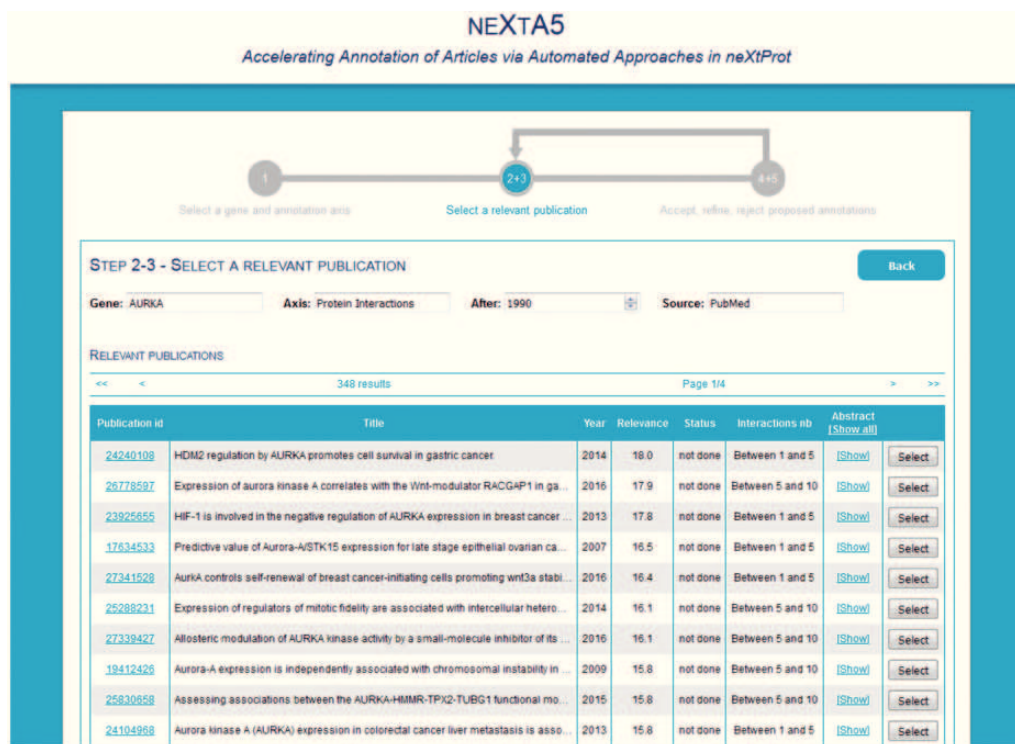 NEXTA5
Accelerating Annotation of Articles via Automated Approaches in neXtProt
1 2+3 4+5
Select a gene and annotation axis Select a relevant publication Accept, refine, reject proposed annotations
STEP 2-3 - SELECT A RELEVANT PUBLICATION Back
Gene: AURKA Axis: Protein Interactions After: 1990 Source: PubMed
RELEVANT PUBLICATIONS
<< < 348 results Page 1/4 > >>
Publication id Title Year Relevance Status Interactions nb Abstract [Show all]
24240108 HDM2 regulation by AURKA promotes cell survival in gastric cancer. 2014 18.0 not done Between 1 and 5 [Show] Select
26778597 Expression of aurora kinase A correlates with the Wnt-modulator RACGAP1 in ga... 2016 17.9 not done Between 5 and 10 [Show] Select
23925655 HIF-1 is involved in the negative regulation of AURKA expression in breast cancer ... 2013 17.8 not done Between 1 and 5 [Show] Select
17634533 Predictive value of Aurora-A/STK15 expression for late stage epithelial ovarian ca... 2007 16.5 not done Between 1 and 5 [Show] Select
27341528 AurkA controls self-renewal of breast cancer-initiating cells promoting wnt3a stabi... 2016 16.4 not done Between 1 and 5 [Show] Select
25288231 Expression of regulators of mitotic fidelity are associated with intercellular hetero... 2014 16.1 not done Between 5 and 10 [Show] Select
27339427 Allosteric modulation of AURKA kinase activity by a small-molecule inhibitor of its ... 2016 16.1 not done Between 5 and 10 [Show] Select
19412426 Aurora-A expression is independently associated with chromosomal instability in ... 2009 15.8 not done Between 5 and 10 [Show] Select
25830658 Assessing associations between the AURKA-HMMR-TPX2-TUBG1 functional mo... 2015 15.8 not done Between 5 and 10 [Show] Select
24104968 Aurora kinase A (AURKA) expression in colorectal cancer liver metastasis is asso... 2013 15.8 not done Between 1 and 5 [Show] Select